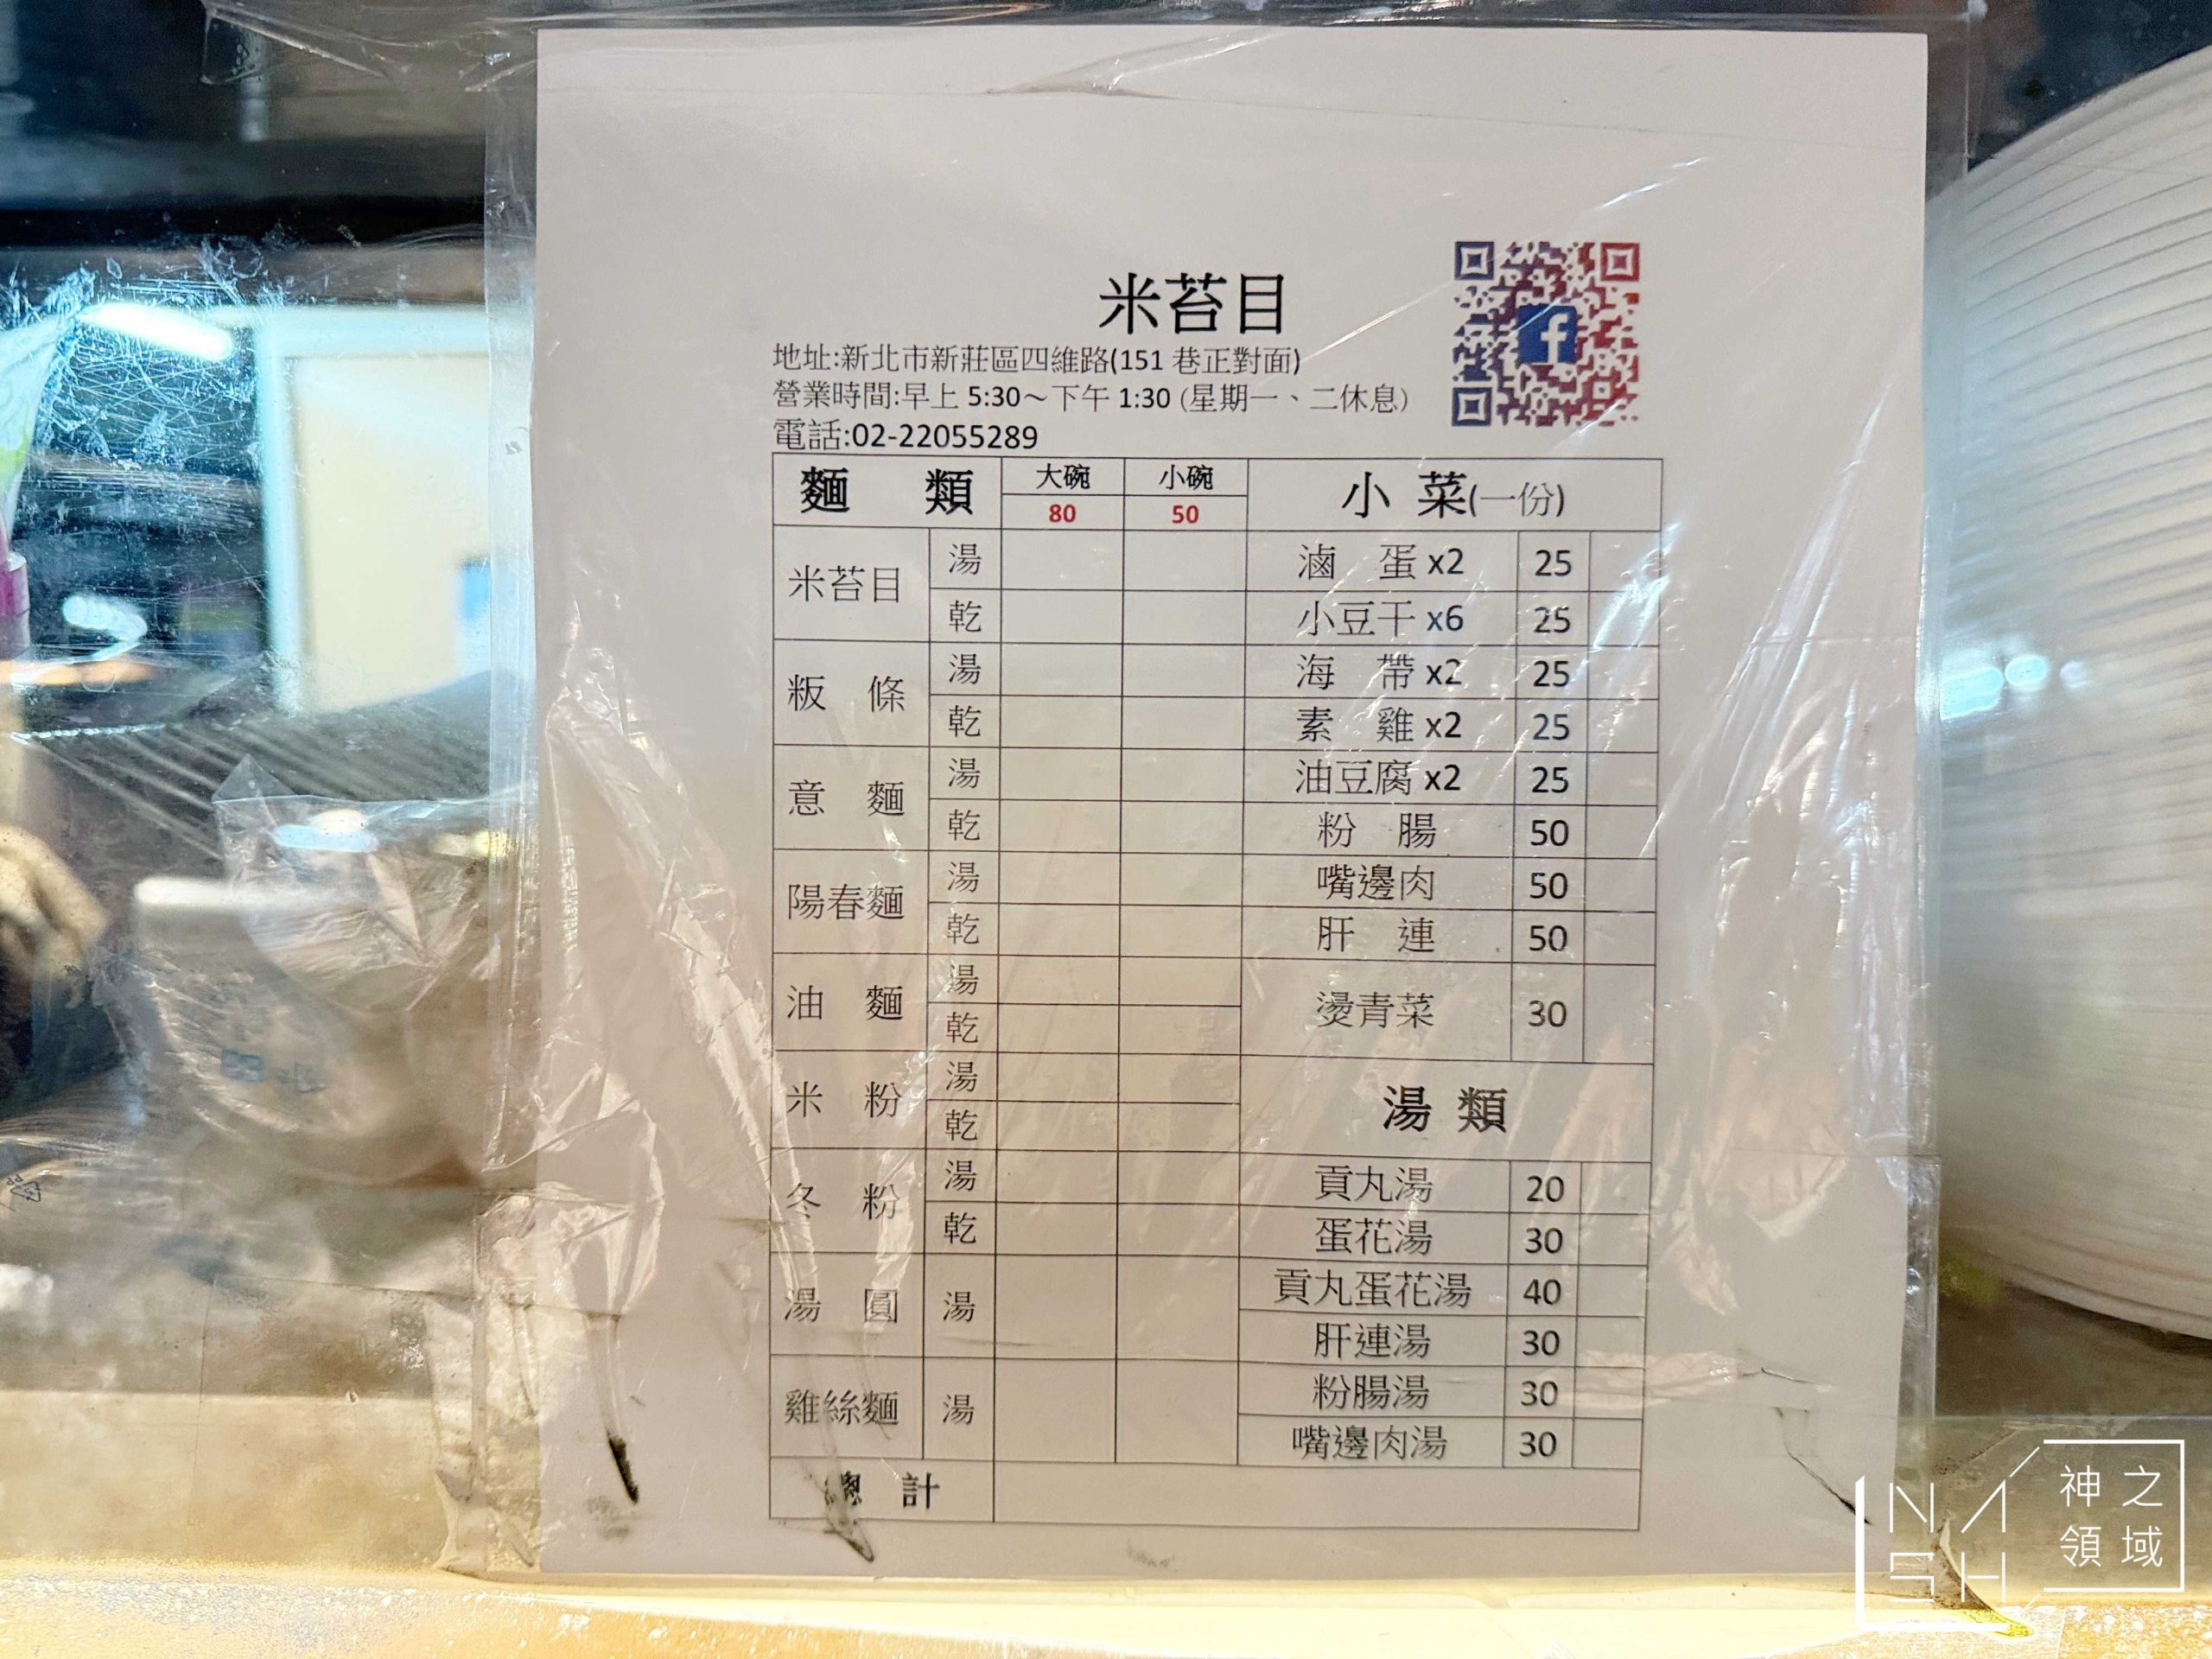 米苔目
地址:新北市新莊區四維路(151 巷正對面)
營業時間:早上 5:30～下午 1:30 (星期一、二休息)
電話:02-22055289
麵 類 大碗 小碗 小 菜(一份)
80 50
米苔目 湯 滷 蛋 x2 25
乾 小豆干 x6 25
粄 條 湯 海 帶 x2 25
乾 素 雞 x2 25
意 麵 湯 油豆腐 x2 25
乾 粉 腸 50
陽春麵 湯 嘴邊肉 50
乾 肝 連 50
油 麵 湯 燙青菜 30
乾
米 粉 湯 湯 類
乾
冬 粉 湯 貢丸湯 20
乾 蛋花湯 30
湯 圓 湯 貢丸蛋花湯 40
肝連湯 30
雞絲麵 湯 粉腸湯 30
嘴邊肉湯 30
總 計
NASH 神之領域